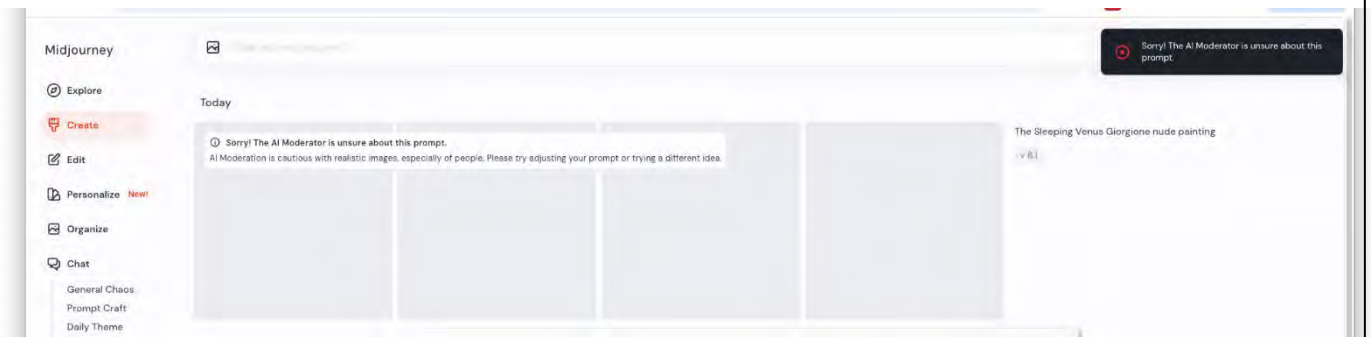 Midjourney
Sorry! The AI Moderator is unsure about this
prompt.
Explore
Today
Create
Sorry! The AI Moderator is unsure about this prompt.
The Sleeping Venus Giorgione nude painting
AI Moderation is cautious with realistic images, especially of people. Please try adjusting your prompt or trying a different idea.
Edit
v 6.1
Personalize New!
Organize
Chat
General Chaos
Prompt Craft
Daily Theme